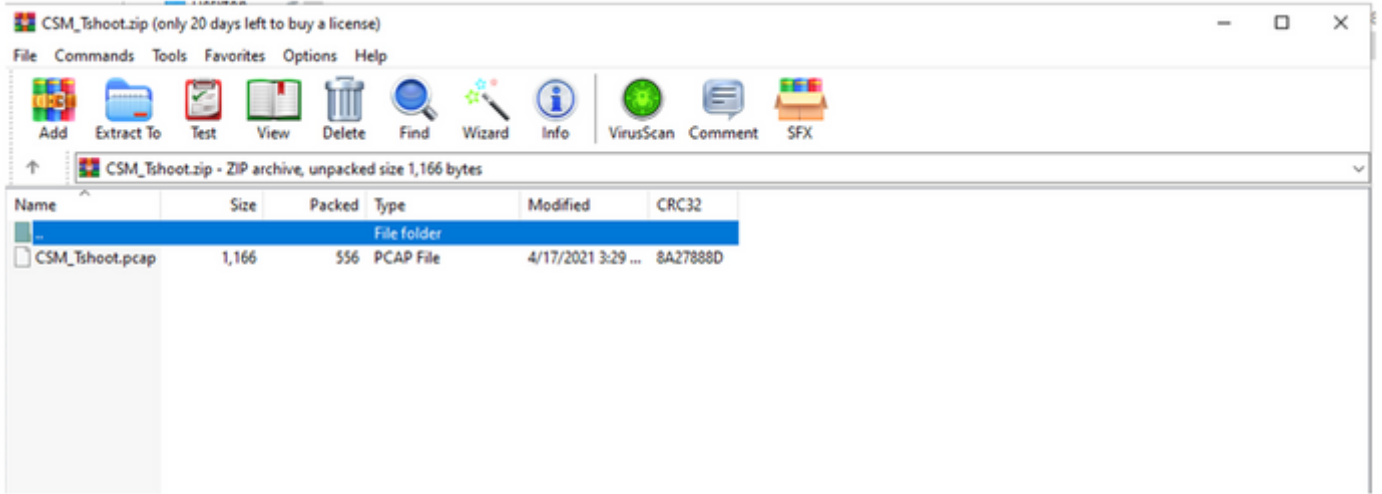 CSM_Tshoot.zip (only 20 days left to buy a license)
File Commands Tools Favorites Options Help
Add Extract To Test View Delete Find Wizard Info VirusScan Comment SFX
CSM_Tshoot.zip - ZIP archive, unpacked size 1,166 bytes
Name Size Packed Type Modified CRC32
.. File folder
CSM_Tshoot.pcap 1,166 556 PCAP File 4/17/2021 3:29 ... 8A27888D